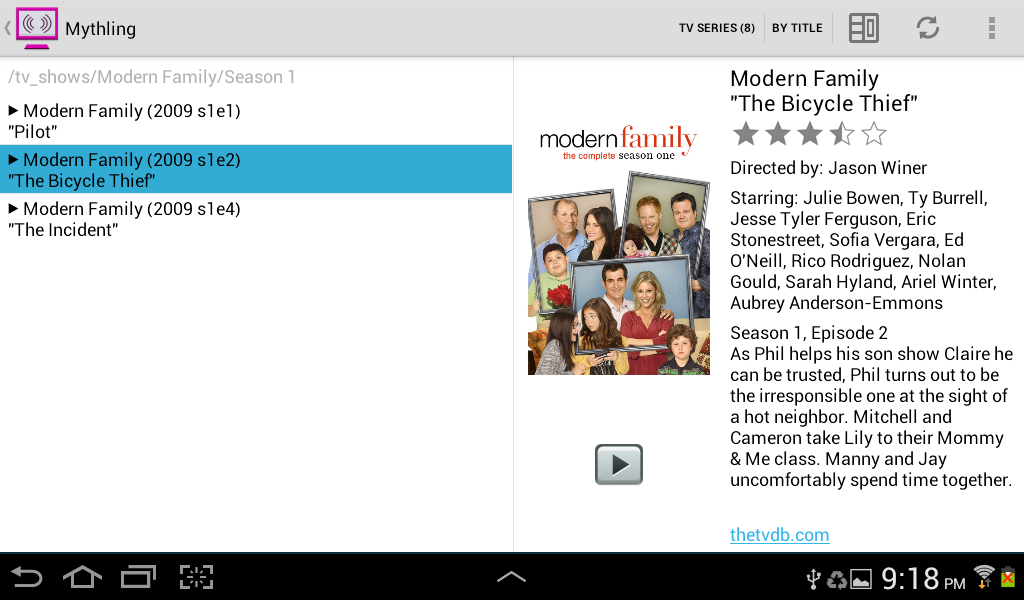 Mythling
TV SERIES (8)
BY TITLE
/tv_shows/Modern Family/Season 1
Modern Family (2009 s1e1)
"Pilot"
Modern Family (2009 s1e2)
"The Bicycle Thief"
Modern Family (2009 s1e4)
"The Incident"
modern family
the complete season one
Modern Family
"The Bicycle Thief"
Directed by: Jason Winer
Starring: Julie Bowen, Ty Burrell,
Jesse Tyler Ferguson, Eric
Stonestreet, Sofia Vergara, Ed
O'Neill, Rico Rodriguez, Nolan
Gould, Sarah Hyland, Ariel Winter,
Aubrey Anderson-Emmons
Season 1, Episode 2
As Phil helps his son show Claire he
can be trusted, Phil turns out to be
the irresponsible one at the sight of
a hot neighbor. Mitchell and
Cameron take Lily to their Mommy
& Me class. Manny and Jay
uncomfortably spend time together.
thetvdb.com
9:18 PM